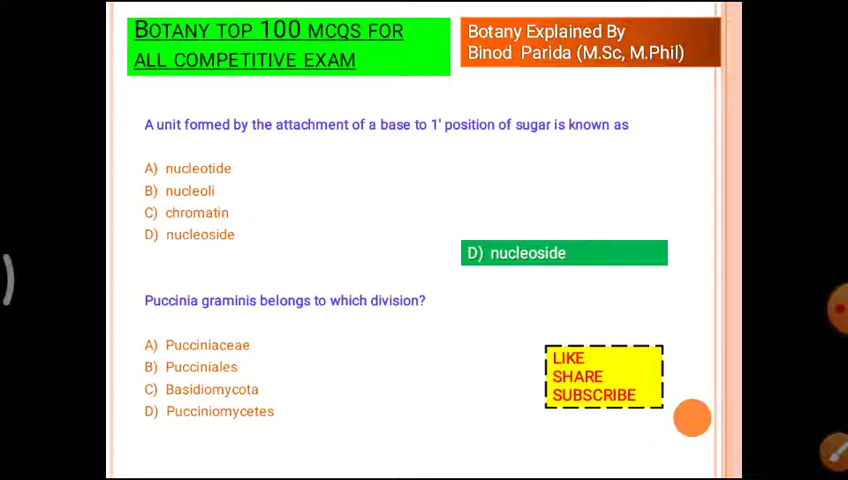 BOTANY TOP 100 MCQS FOR
ALL COMPETITIVE EXAM
Botany Explained By
Binod Parida (M.Sc, M.Phil)
A unit formed by the attachment of a base to 1' position of sugar is known as
A) nucleotide
B) nucleoli
C) chromatin
D) nucleoside
D) nucleoside
Puccinia graminis belongs to which division?
A) Pucciniaceae
B) Pucciniales
C) Basidiomycota
D) Pucciniomycetes
LIKE
SHARE
SUBSCRIBE